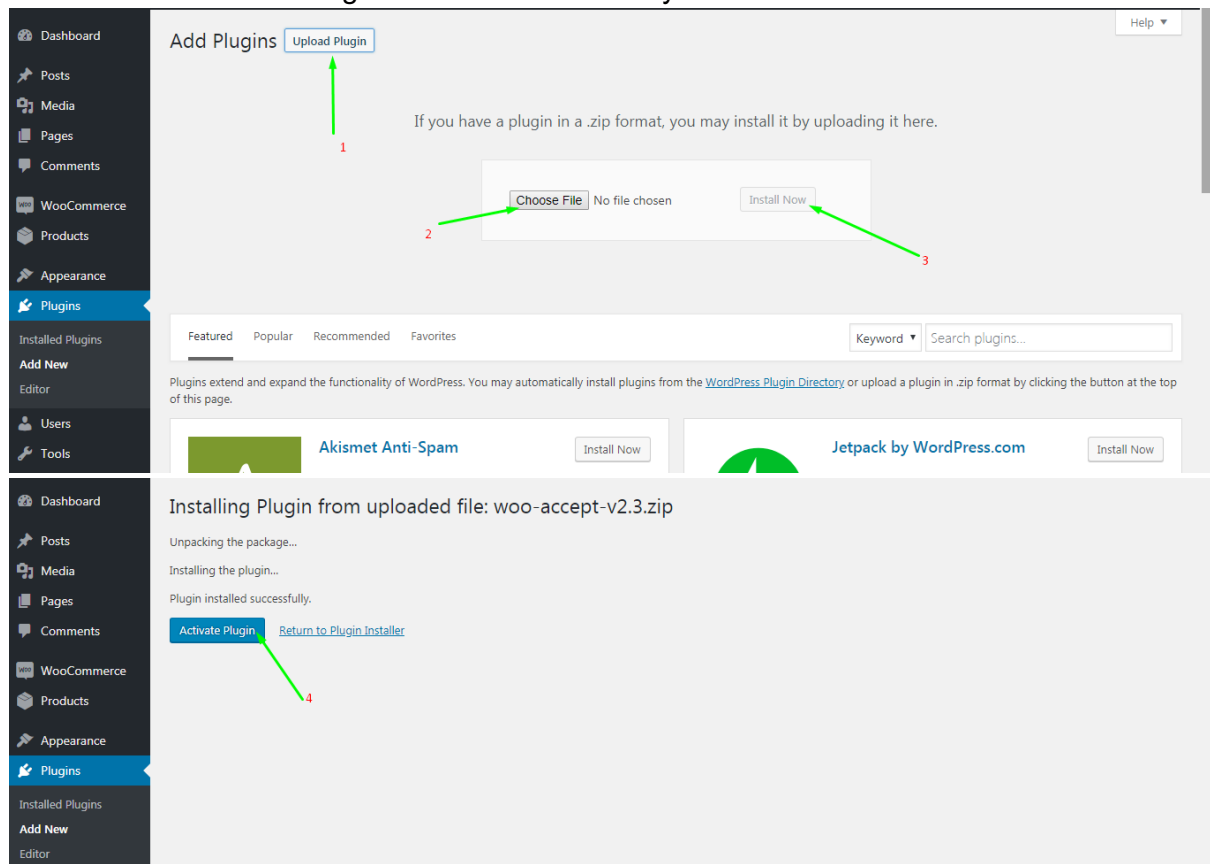 Dashboard
Posts
Media
Pages
Comments
WooCommerce
Products
Appearance
Plugins
Installed Plugins
Add New
Editor
Users
Tools
Help ▼
Add Plugins Upload Plugin
1
If you have a plugin in a .zip format, you may install it by uploading it here.
Choose File No file chosen Install Now
2
3
Featured Popular Recommended Favorites Keyword ▼ Search plugins...
Plugins extend and expand the functionality of WordPress. You may automatically install plugins from the WordPress Plugin Directory or upload a plugin in .zip format by clicking the button at the top
of this page.
Akismet Anti-Spam Install Now
Jetpack by WordPress.com Install Now
Dashboard
Posts
Media
Pages
Comments
WooCommerce
Products
Appearance
Plugins
Installed Plugins
Add New
Editor
Installing Plugin from uploaded file: woo-accept-v2.3.zip
Unpacking the package...
Installing the plugin...
Plugin installed successfully.
Activate Plugin Return to Plugin Installer
4